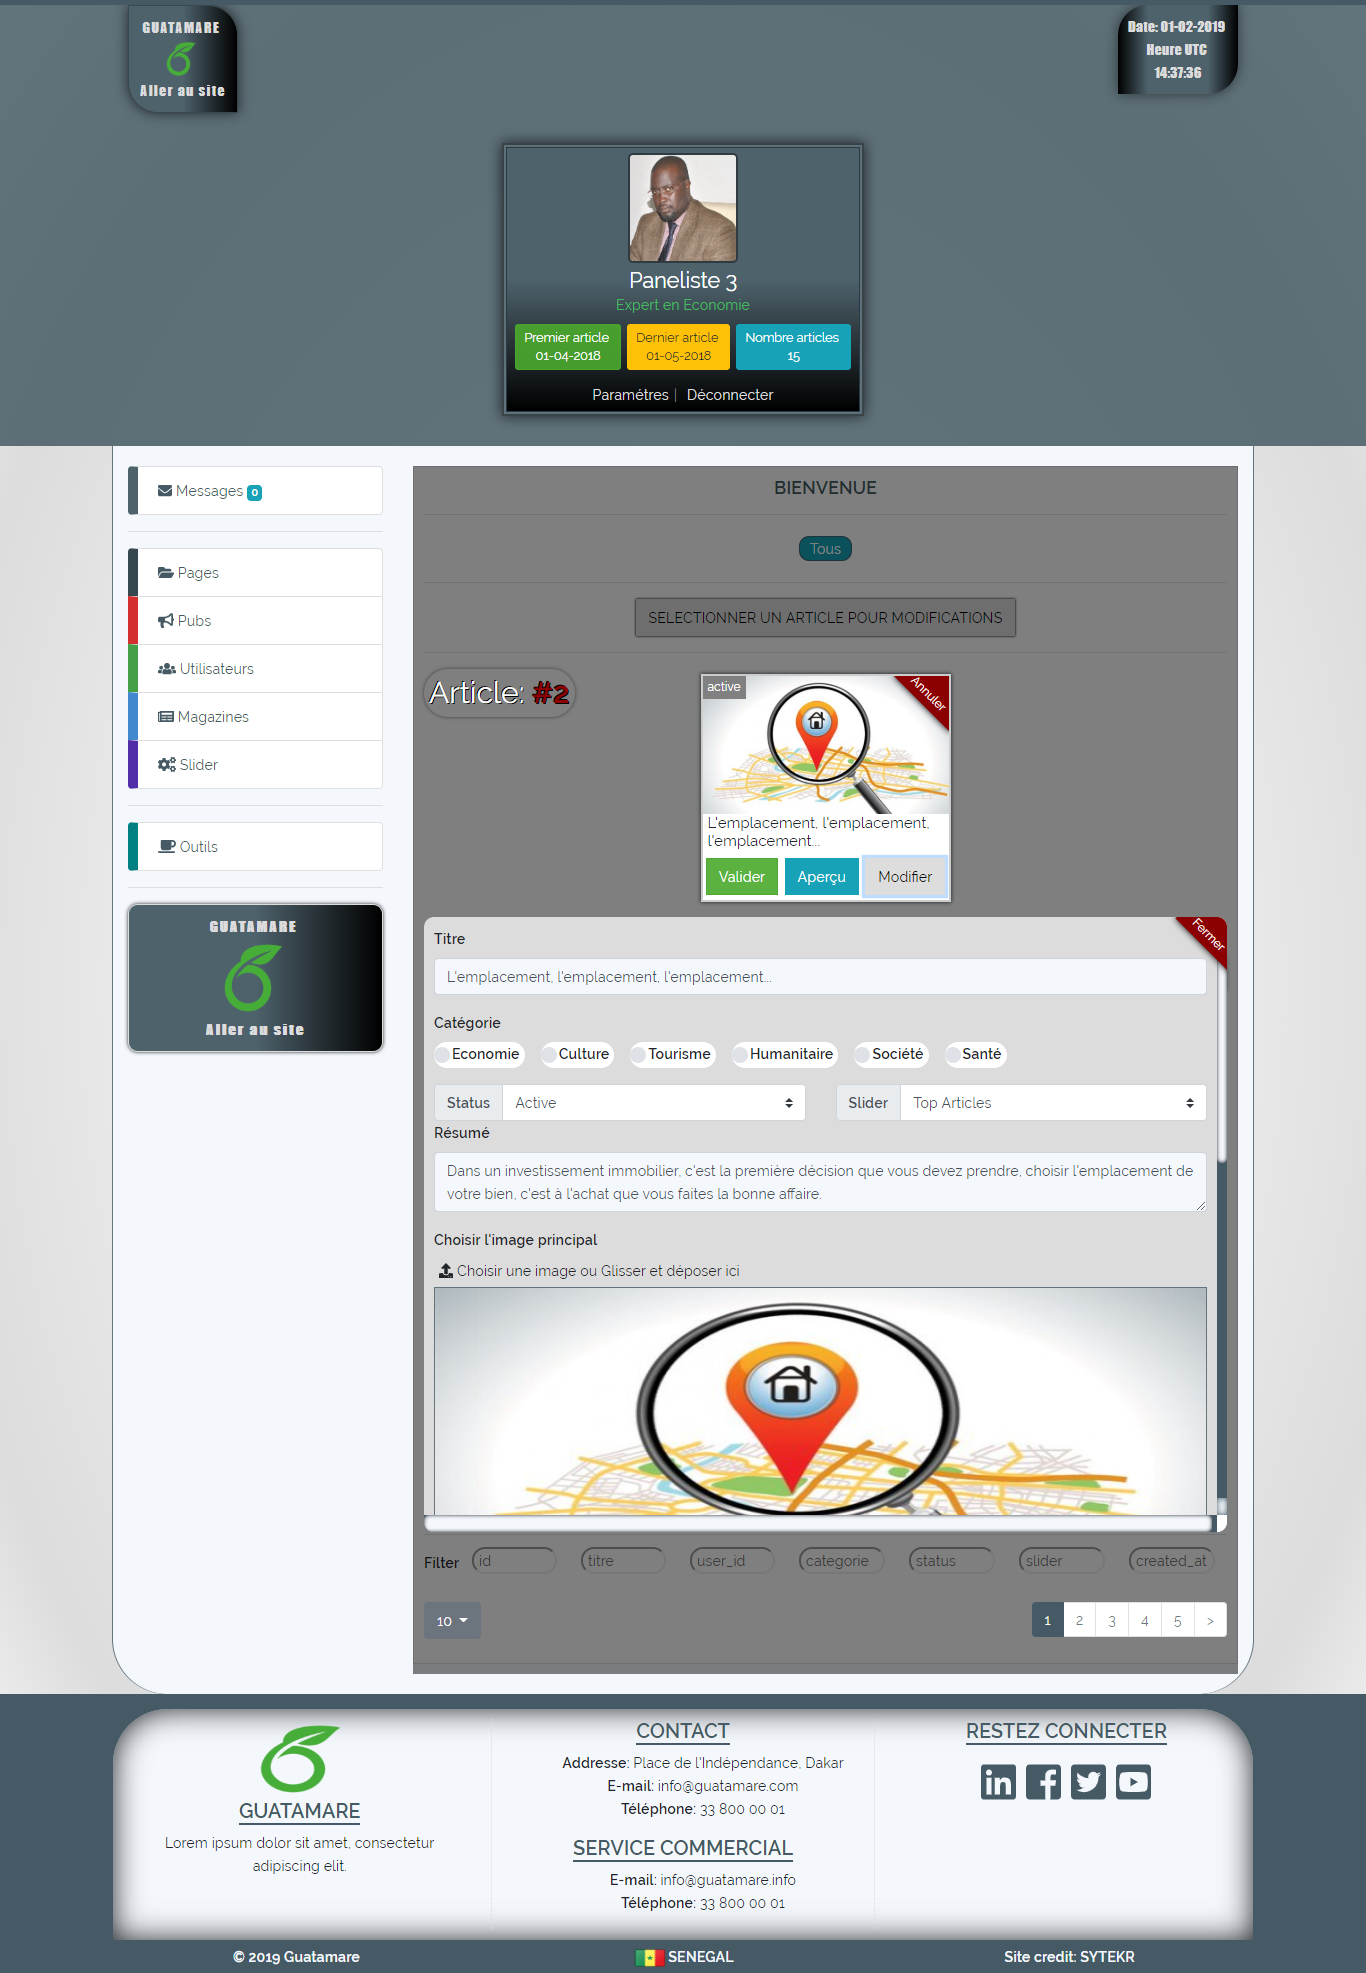 GUATAMARE
Aller au site
Date: 01-02-2019
Heure UTC
14:37:36
Paneliste 3
Expert en Economie
Premier article
01-04-2018
Dernier article
01-05-2018
Nombre articles
15
Paramétres | Déconnecter
Messages 0
Pages
Pubs
Utilisateurs
Magazines
Slider
Outils
GUATAMARE
Aller au site
BIENVENUE
Tous
SELECTIONNER UN ARTICLE POUR MODIFICATIONS
Article: #2
active
Annuler
L'emplacement, l'emplacement,
l'emplacement...
Valider Aperçu Modifier
Fermer
Titre
L'emplacement, l'emplacement, l'emplacement...
Catégorie
Economie Culture Tourisme Humanitaire Société Santé
Status Active Slider Top Articles
Résumé
Dans un investissement immobilier, c'est la première décision que vous devez prendre, choisir l'emplacement de
votre bien, c'est à l'achat que vous faites la bonne affaire.
Choisir l'image principal
Choisir une image ou Glisser et déposer ici
Filter id titre user_id categorie status slider created_at
10 1 2 3 4 5 >
GUATAMARE
Lorem ipsum dolor sit amet, consectetur
adipiscing elit.
CONTACT
Addresse: Place de l'Indépendance, Dakar
E-mail: info@guatamare.com
Téléphone: 33 800 00 01
SERVICE COMMERCIAL
E-mail: info@guatamare.info
Téléphone: 33 800 00 01
RESTEZ CONNECTER
© 2019 Guatamare
SENEGAL
Site credit: SYTEKR